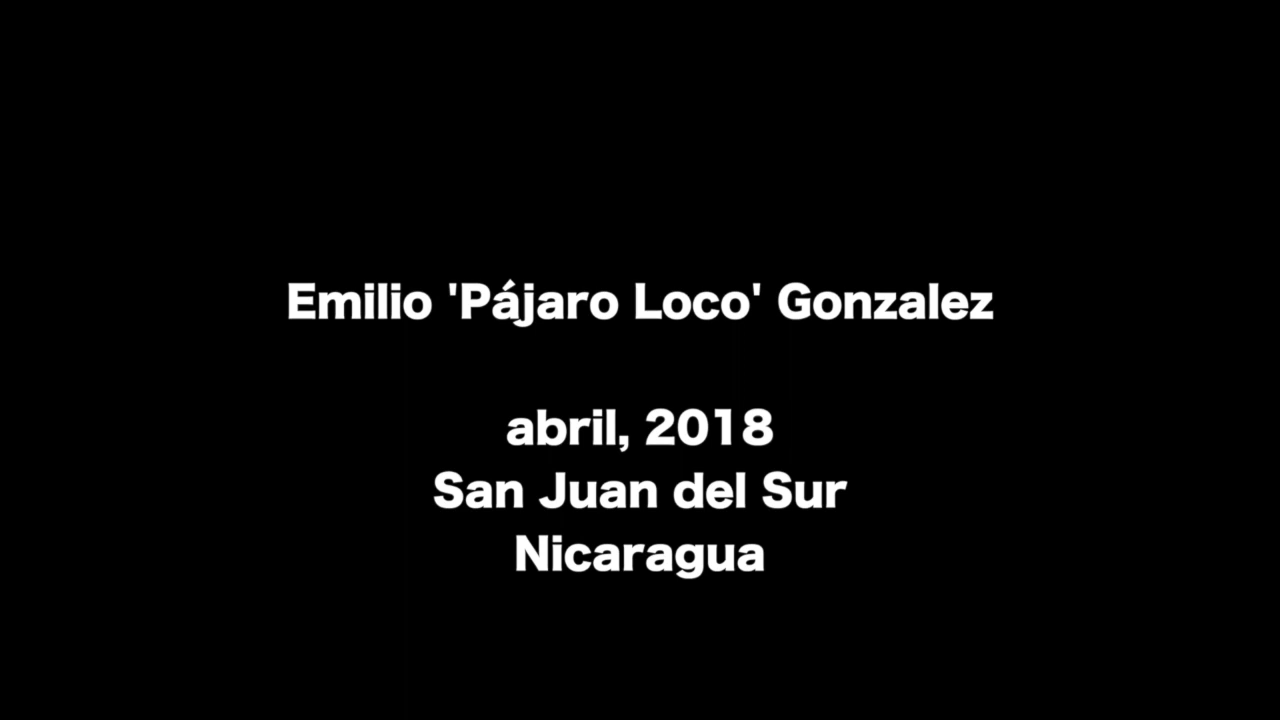 Emilio 'Pájaro Loco' Gonzalez
abril, 2018
San Juan del Sur
Nicaragua